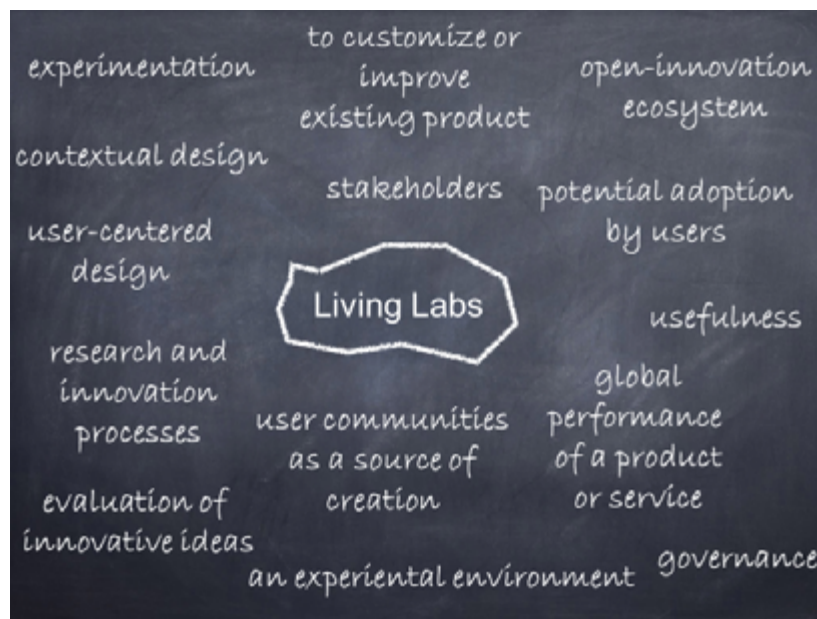 experimentation
to customize or
improve
existing product
open-innovation
ecosystem
contextual design
stakeholders
potential adoption
by users
user-centered
design
Living Labs
usefulness
research and
innovation
processes
global
performance
of a product
or service
user communities
as a source of
creation
evaluation of
innovative ideas
an experiental environment
governance